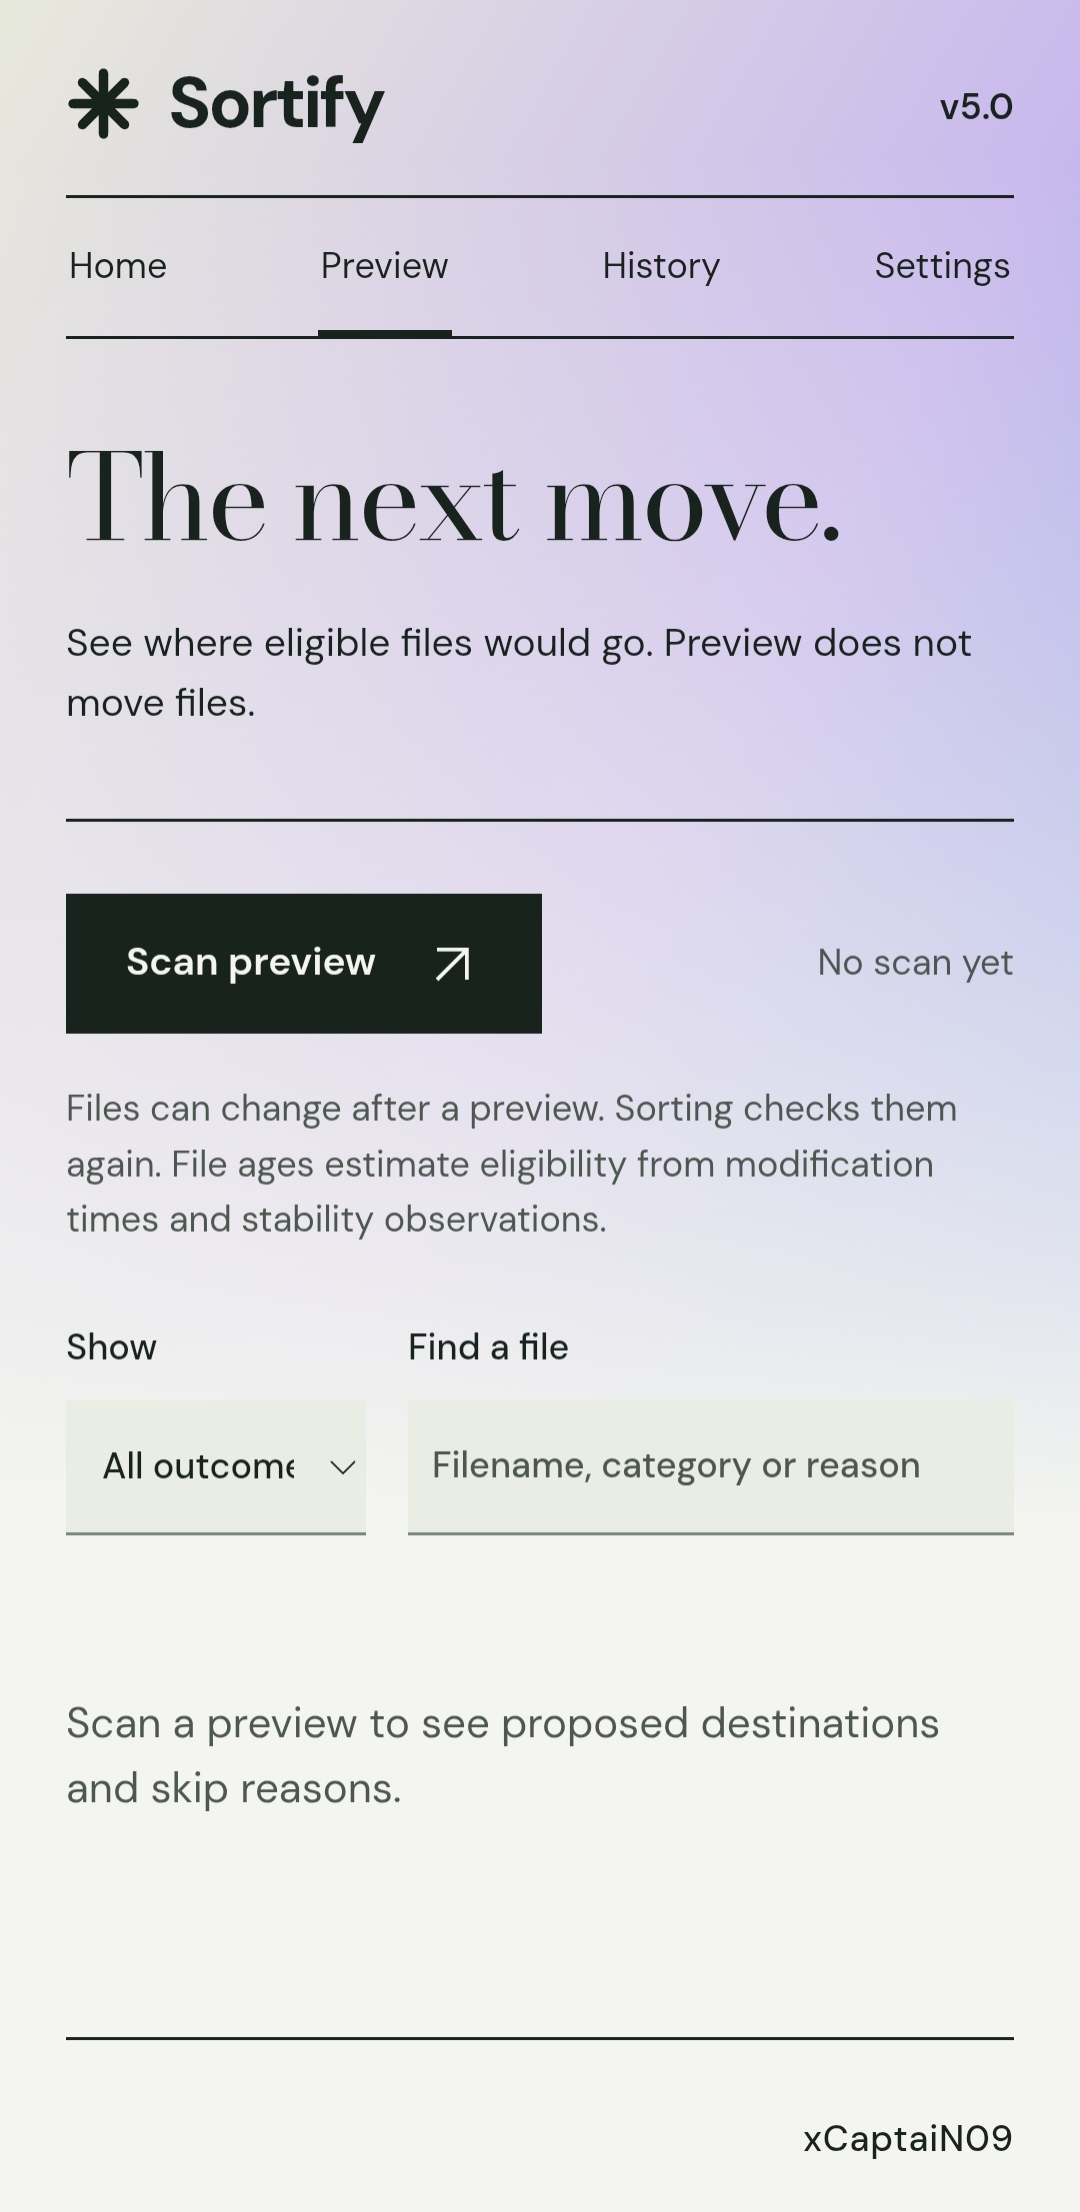 Sortify
v5.0
Home
Preview
History
Settings
The next move.
See where eligible files would go. Preview does not
move files.
Scan preview
No scan yet
Files can change after a preview. Sorting checks them
again. File ages estimate eligibility from modification
times and stability observations.
Show
Find a file
All outcome
Filename, category or reason
Scan a preview to see proposed destinations
and skip reasons.
xCaptaiN09